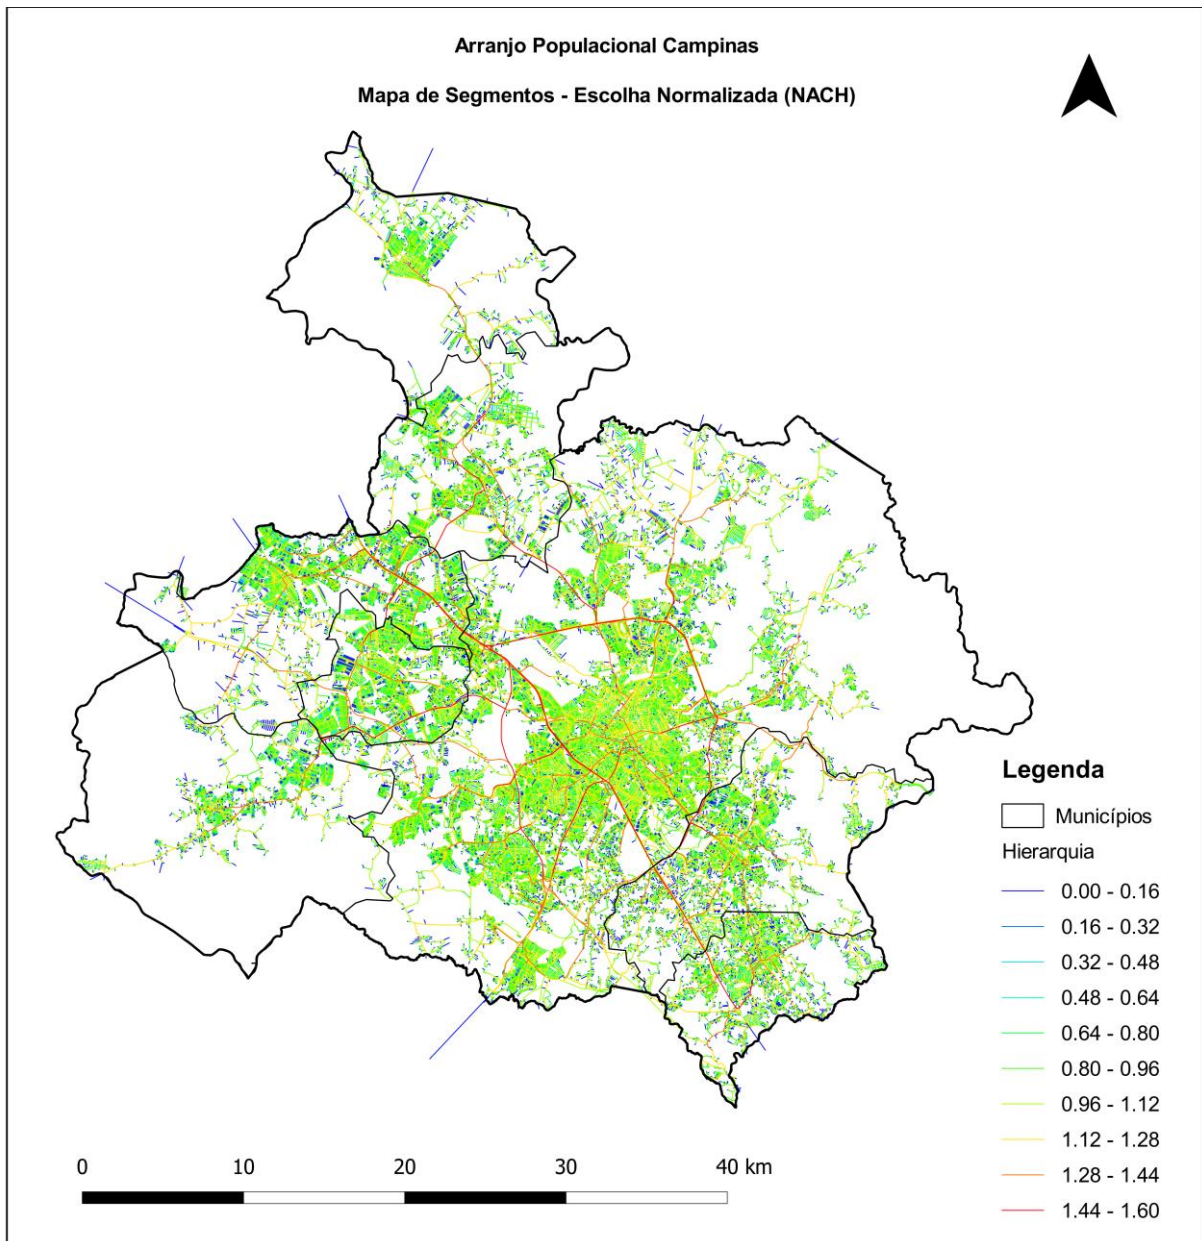 Arranjo Populacional Campinas
Mapa de Segmentos - Escolha Normalizada (NACH)
Legenda
Municípios
Hierarquia
0.00 - 0.16
0.16 - 0.32
0.32 - 0.48
0.48 - 0.64
0.64 - 0.80
0.80 - 0.96
0.96 - 1.12
1.12 - 1.28
1.28 - 1.44
1.44 - 1.60
0 10 20 30 40 km